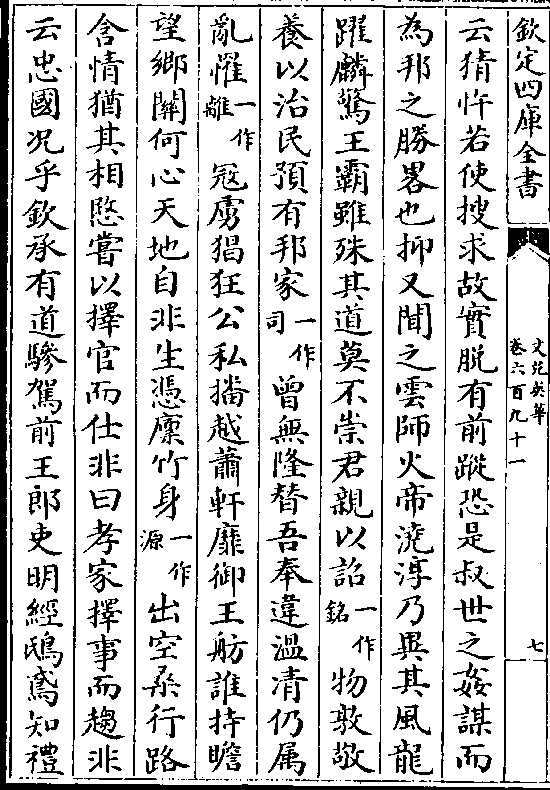 欽定四庫全書
文苑英華
卷六百九十一
七
云猜忤若使搜求故實脱有前蹤恐是叔世之姦謀而
為邦之勝畧也抑又聞之雲師火帝澆淳乃異其風龍
躍麟驚王霸雖殊其道莫不崇君親以詔一作銘物敦敬
養以治民預有邦家一作司曾無隆替吾奉違溫清仍属
亂罹一作離冦虜猖狂公私播越蕭軒靡御王舫誰持瞻
望鄉關何心天地自非生憑廩竹身一作源出空桑行路
含情猶其相愍嘗以擇官而仕非曰孝家擇事而趨非
云忠國况乎欽承有道驂駕前王郎吏明經鴟鳶知禮